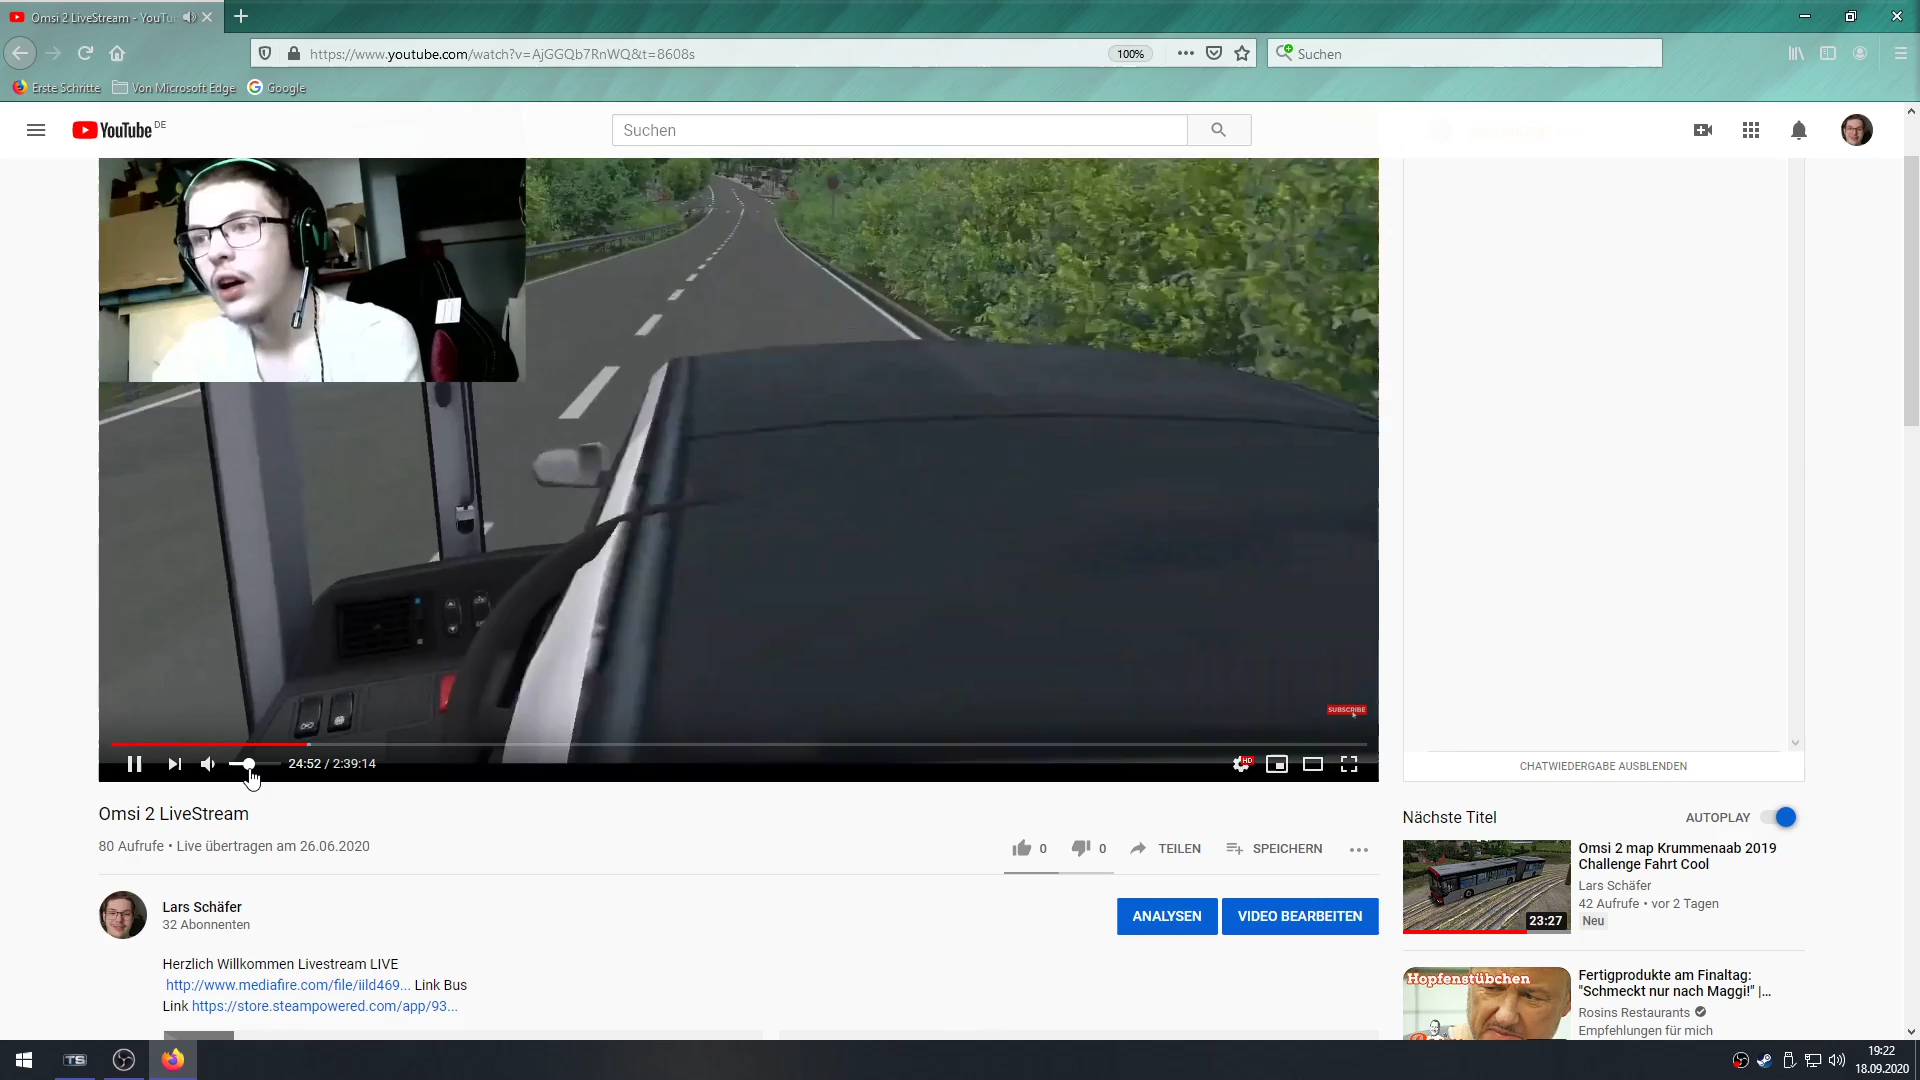 Omsi 2 LiveStream - YouTu
https://www.youtube.com/watch?v=AjGGQb7RnWQ&t=8608s
100%
Suchen
Erste Schritte
Von Microsoft Edge
Google
YouTube DE
Suchen
SUBSCRIBE
24:52 / 2:39:14
HD
CHATWIEDERGABE AUSBLENDEN
Omsi 2 LiveStream
80 Aufrufe • Live übertragen am 26.06.2020
0
0
TEILEN
SPEICHERN
Lars Schäfer
32 Abonnenten
ANALYSEN
VIDEO BEARBEITEN
Herzlich Willkommen Livestream LIVE
http://www.mediafire.com/file/iild469... Link Bus
Link https://store.steampowered.com/app/93...
Nächste Titel
AUTOPLAY
23:27
Omsi 2 map Krummenaab 2019
Challenge Fahrt Cool
Lars Schäfer
42 Aufrufe • vor 2 Tagen
Neu
Hopfenstübchen
Fertigprodukte am Finaltag:
"Schmeckt nur nach Maggi!" |...
Rosins Restaurants
Empfehlungen für mich
TS
19:22
18.09.2020